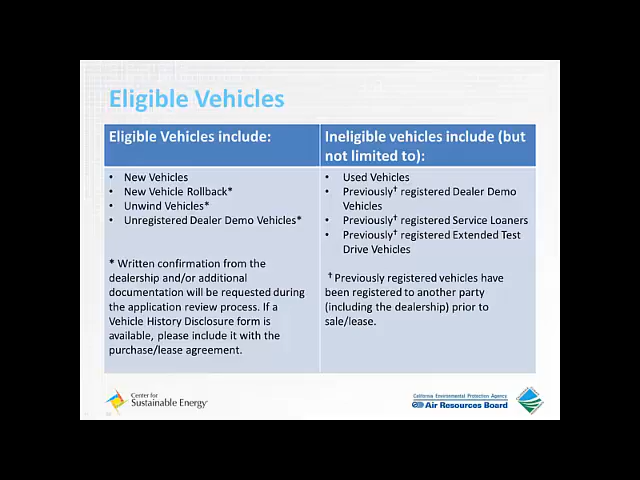 Eligible Vehicles
Eligible Vehicles include:
• New Vehicles
• New Vehicle Rollback*
• Unwind Vehicles*
• Unregistered Dealer Demo Vehicles*
* Written confirmation from the
dealership and/or additional
documentation will be requested during
the application review process. If a
Vehicle History Disclosure form is
available, please include it with the
purchase/lease agreement.
Ineligible vehicles include (but
not limited to):
• Used Vehicles
• Previously† registered Dealer Demo
Vehicles
• Previously† registered Service Loaners
• Previously† registered Extended Test
Drive Vehicles
†Previously registered vehicles have
been registered to another party
(including the dealership) prior to
sale/lease.
Center for
Sustainable Energy
California Environmental Protection Agency
Air Resources Board